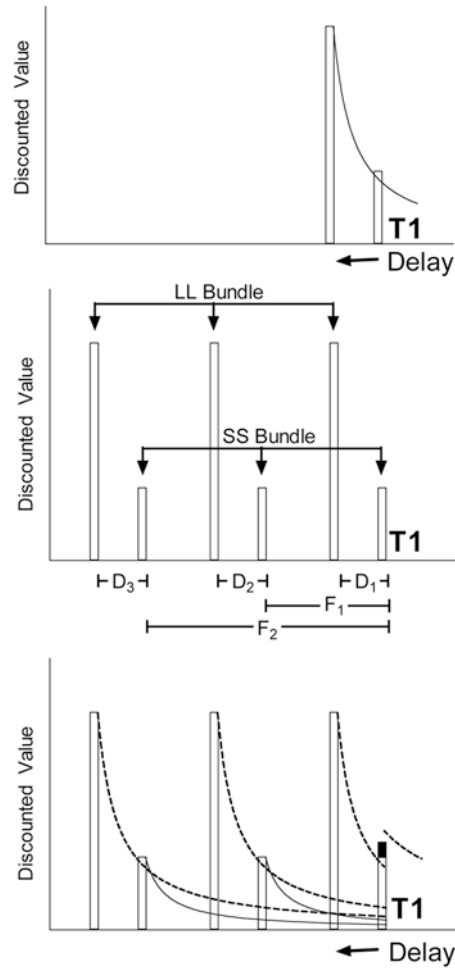 Discounted Value
T1
Delay
LL Bundle
Discounted Value
SS Bundle
T1
D3 D2 D1
F1
F2
Discounted Value
T1
Delay